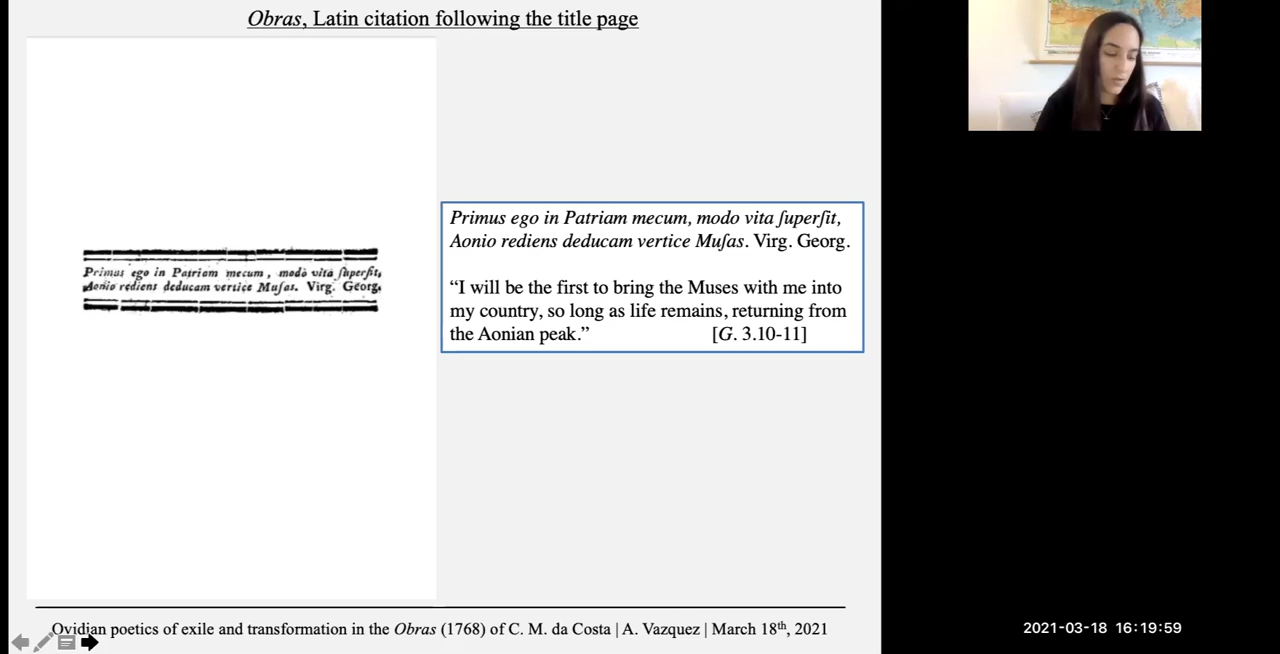 Obras, Latin citation following the title page
Primus ego in Patriam mecum, modò vita ſuperſit,
Aonio rediens deducam vertice Muſas. Virg. Georg.
Primus ego in Patriam mecum, modo vita ſuperſit,
Aonio rediens deducam vertice Muſas. Virg. Georg.
“I will be the first to bring the Muses with me into
my country, so long as life remains, returning from
the Aonian peak.” [G. 3.10-11]
Ovidian poetics of exile and transformation in the Obras (1768) of C. M. da Costa | A. Vazquez | March 18th, 2021
2021-03-18 16:19:59